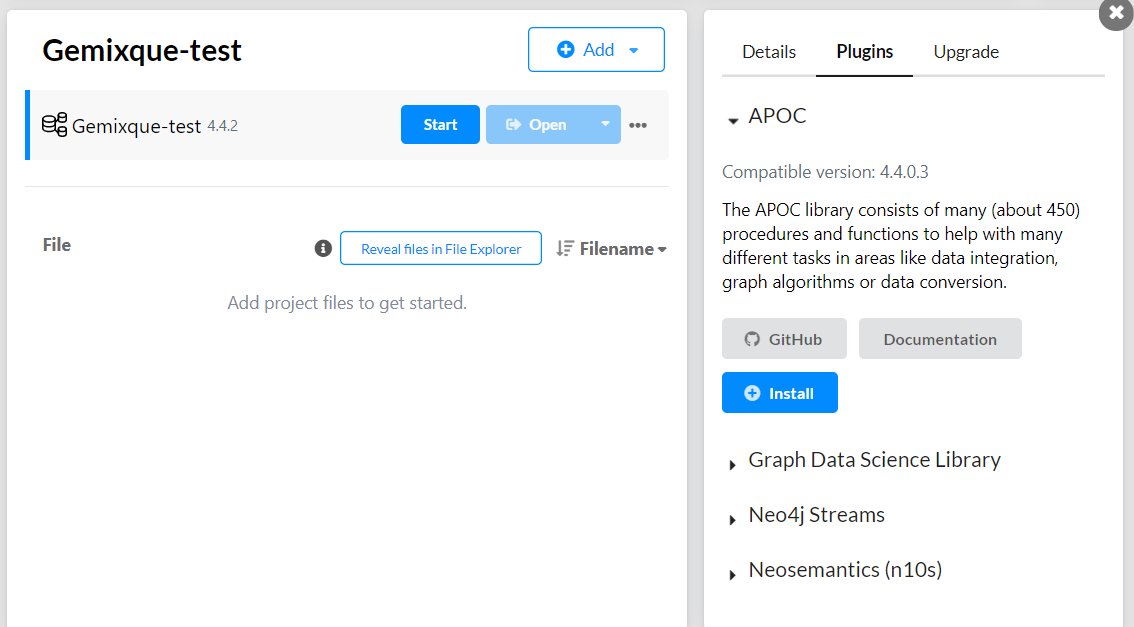 Gemixque-test
Add
Gemixque-test 4.4.2
Start
Open
File
Reveal files in File Explorer
Filename
Add project files to get started.
Details
Plugins
Upgrade
APOC
Compatible version: 4.4.0.3
The APOC library consists of many (about 450)
procedures and functions to help with many
different tasks in areas like data integration,
graph algorithms or data conversion.
GitHub
Documentation
Install
Graph Data Science Library
Neo4j Streams
Neosemantics (n10s)